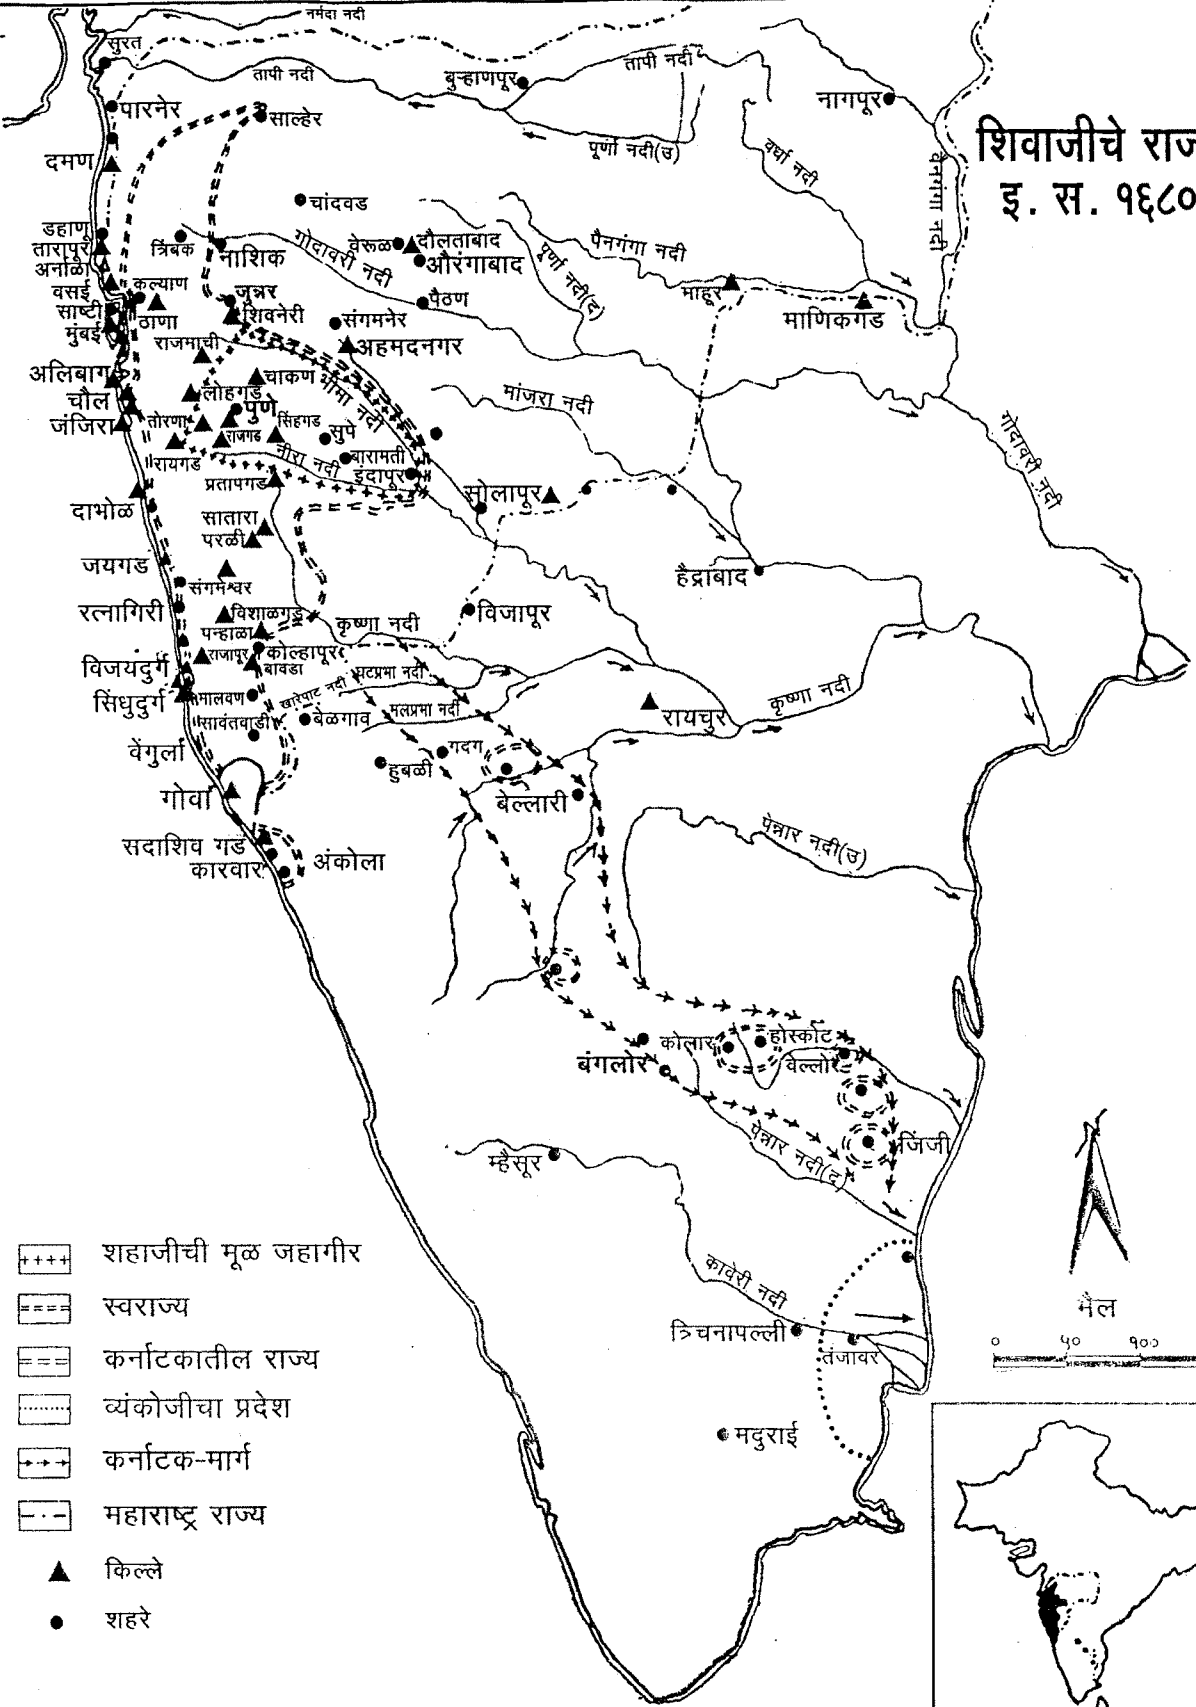 नर्मदा नदी
सुरत
तापी नदी
बुऱ्हाणपूर
तापी नदी
नागपूर
पारनेर
साल्हेर
पूर्णा नदी(उ)
वर्धा नदी
वैनगंगा नदी
शिवाजीचे राज
इ. स. १६८०
दमण
चांदवड
डहाणू
तारापूर
अर्नाळा
वसई
साष्टी
मुंबई
त्रिंबक
नाशिक
गोदावरी नदी
वेरूळ
दौलताबाद
औरंगाबाद
पूर्णा नदी(द)
पैनगंगा नदी
कल्याण
ठाणा
जुन्नर
शिवनेरी
पैठण
संगमनेर
माहूर
माणिकगड
राजमाची
अहमदनगर
अलिबाग
चौल
जंजिरा
लोहगड
चाकण
भीमा नदी
मांजरा नदी
गोदावरी नदी
तोरणा
पुणे
राजगड
सिंहगड
सुपे
रायगड
नीरा नदी
बारामती
इंदापूर
प्रतापगड
सोलापूर
दाभोळ
सातारा
परळी
जयगड
संगमेश्वर
हैद्राबाद
रत्नागिरी
विशाळगड
पन्हाळा
कृष्णा नदी
विजापूर
राजापूर
कोल्हापूर
बावडा
विजयदुर्ग
सिंधुदुर्ग
घटप्रभा नदी
खारेपाट नदी
मालवण
सावंतवाडी
बेळगाव
मलप्रभा नदी
रायचुर
कृष्णा नदी
वेंगुर्ला
हुबळी
गदग
गोवा
बेल्लारी
पेन्नार नदी(उ)
सदाशिव गड
कारवार
अंकोला
बंगलोर
कोलार
होस्कोट
वेल्लोर
जिंजी
पेन्नार नदी(द)
म्हैसूर
कावेरी नदी
त्रिचनापल्ली
तंजावर
मदुराई
मैल
० ५० १००
शहाजीची मूळ जहागीर
स्वराज्य
कर्नाटकातील राज्य
व्यंकोजीचा प्रदेश
कर्नाटक-मार्ग
महाराष्ट्र राज्य
किल्ले
शहरे